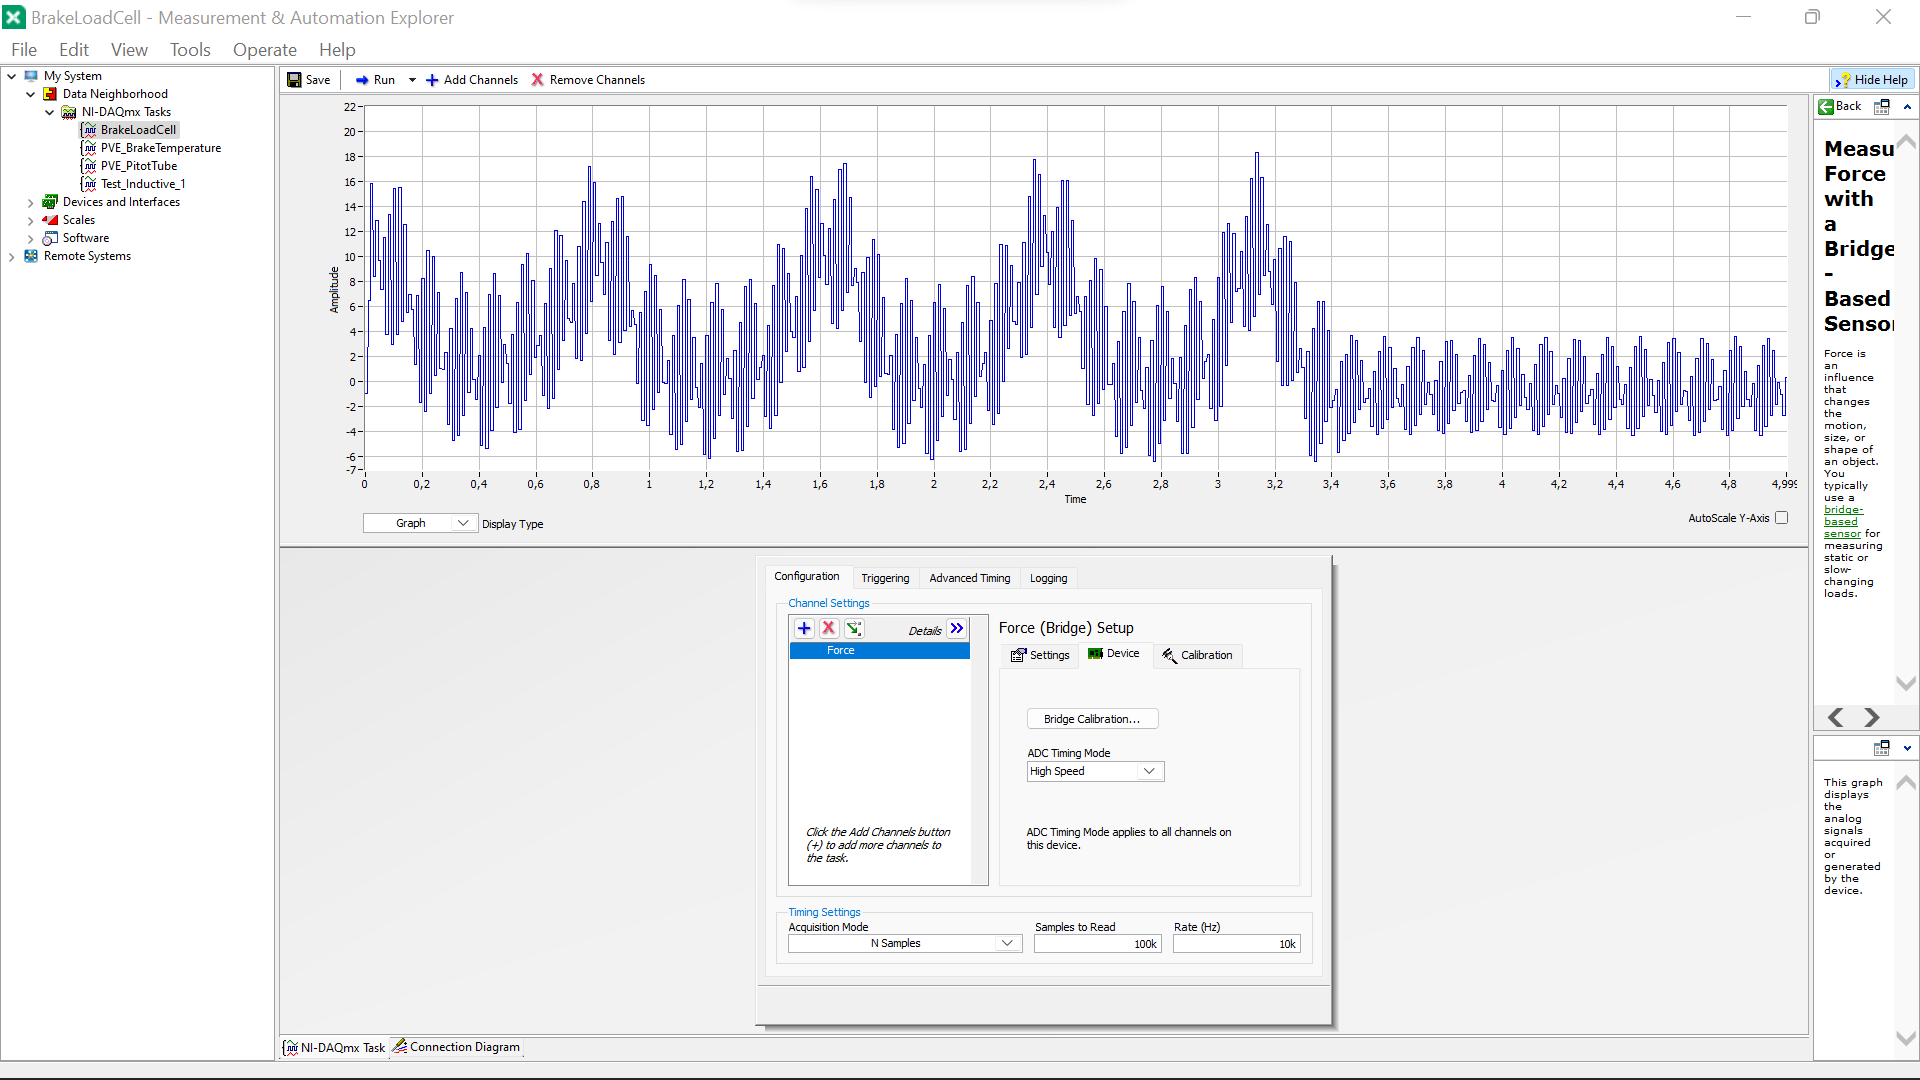 BrakeLoadCell - Measurement & Automation Explorer
File Edit View Tools Operate Help
My System
Data Neighborhood
NI-DAQmx Tasks
BrakeLoadCell
PVE_BrakeTemperature
PVE_PitotTube
Test_Inductive_1
Devices and Interfaces
Scales
Software
Remote Systems
Save Run Add Channels Remove Channels Hide Help
22
20
18
16
14
12
10
8
6
4
2
0
-2
-4
-6
-7
Amplitude
0 0,2 0,4 0,6 0,8 1 1,2 1,4 1,6 1,8 2 2,2 2,4 2,6 2,8 3 3,2 3,4 3,6 3,8 4 4,2 4,4 4,6 4,8 4,999
Time
Graph Display Type AutoScale Y-Axis
Configuration Triggering Advanced Timing Logging
Channel Settings
Details
Force
Click the Add Channels button
(+) to add more channels to
the task.
Force (Bridge) Setup
Settings Device Calibration
Bridge Calibration...
ADC Timing Mode
High Speed
ADC Timing Mode applies to all channels on
this device.
Timing Settings
Acquisition Mode Samples to Read Rate (Hz)
N Samples 100k 10k
NI-DAQmx Task Connection Diagram
Back
Measu
Force
with
a
Bridge
-
Based
Sensor
Force is
an
influence
that
changes
the
motion,
size, or
shape of
an object.
You
typically
use a
bridge-
based
sensor for
measuring
static or
slow-
changing
loads.
This graph
displays
the
analog
signals
acquired
or
generated
by the
device.